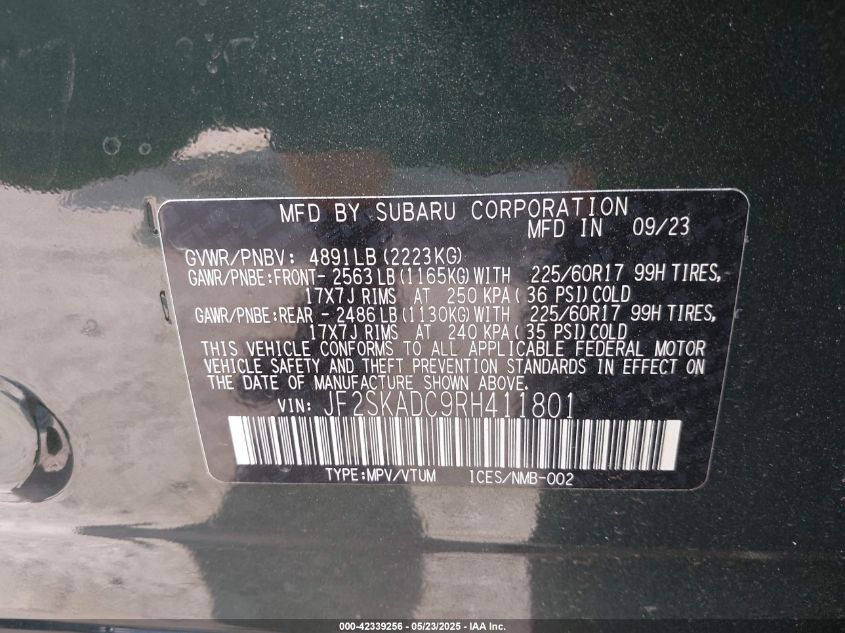 MFD BY SUBARU CORPORATION
MFD IN 09/23
GVWR/PNBV: 4891LB(2223KG)
GAWR/PNBE:FRONT- 2563LB(1165KG)WITH 225/60R17 99H TIRES,
17X7J RIMS AT 250 KPA( 36 PSI)COLD
GAWR/PNBE:REAR - 2486LB(1130KG)WITH 225/60R17 99H TIRES,
17X7J RIMS AT 240 KPA( 35 PSI)COLD
THIS VEHICLE CONFORMS TO ALL APPLICABLE FEDERAL MOTOR
VEHICLE SAFETY AND THEFT PREVENTION STANDARDS IN EFFECT ON
THE DATE OF MANUFACTURE SHOWN ABOVE.
VIN: JF2SKADC9RH411801
TYPE:MPV/VTUM ICES/NMB-002
000-42339256 - 05/23/2025 - IAA Inc.